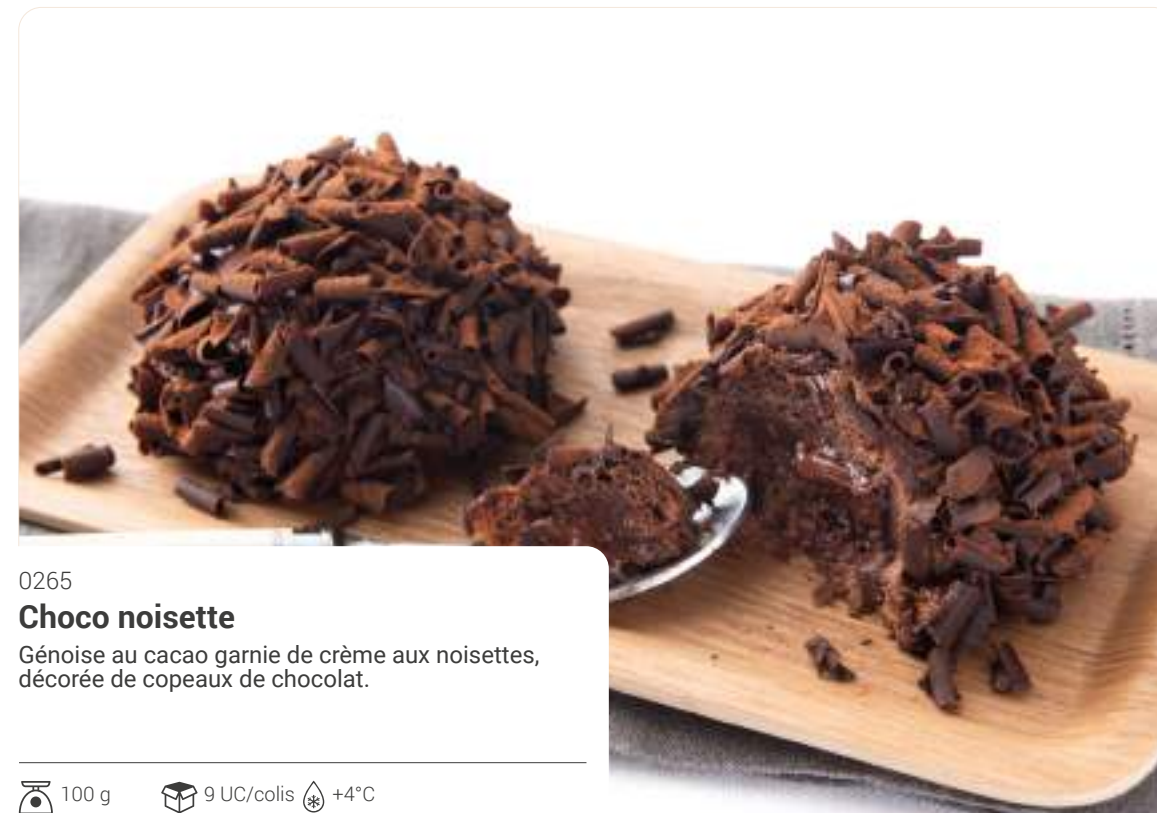 0265
Choco noisette
Génoise au cacao garnie de crème aux noisettes,
décorée de copeaux de chocolat.
100 g 9 UC/colis +4°C